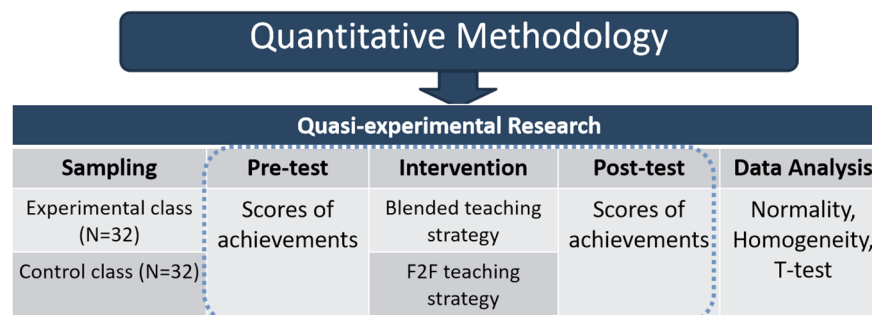 Quantitative Methodology
Quasi-experimental Research
Sampling
Pre-test
Intervention
Post-test
Data Analysis
Experimental class
(N=32)
Scores of
achievements
Blended teaching
strategy
Scores of
achievements
Normality,
Homogeneity,
T-test
Control class (N=32)
F2F teaching
strategy